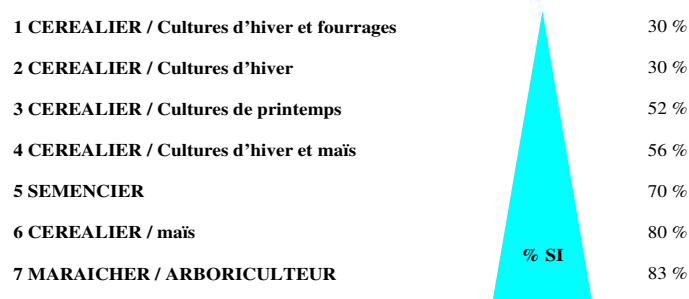 1 CEREALIER / Cultures d’hiver et fourrages 30 %
2 CEREALIER / Cultures d’hiver 30 %
3 CEREALIER / Cultures de printemps 52 %
4 CEREALIER / Cultures d’hiver et maïs 56 %
5 SEMENCIER 70 %
6 CEREALIER / maïs 80 %
% SI
7 MARAICHER / ARBORICULTEUR 83 %